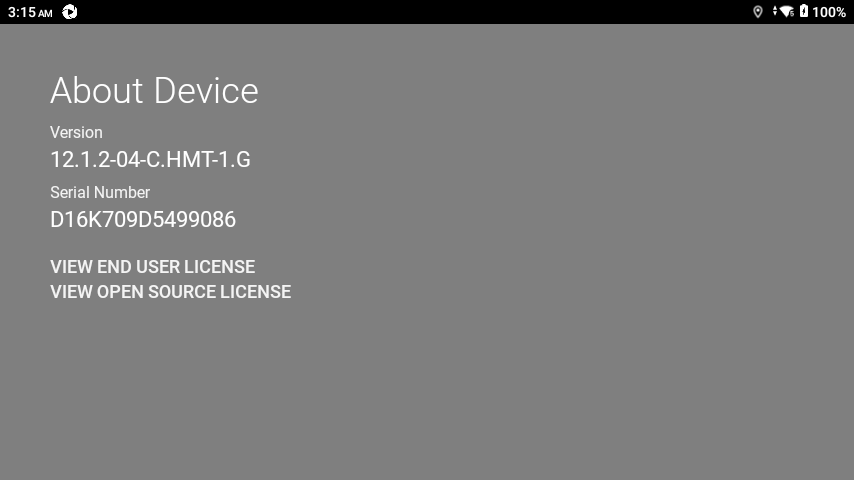 3:15 AM 100%
About Device
Version
12.1.2-04-C.HMT-1.G
Serial Number
D16K709D5499086
VIEW END USER LICENSE
VIEW OPEN SOURCE LICENSE